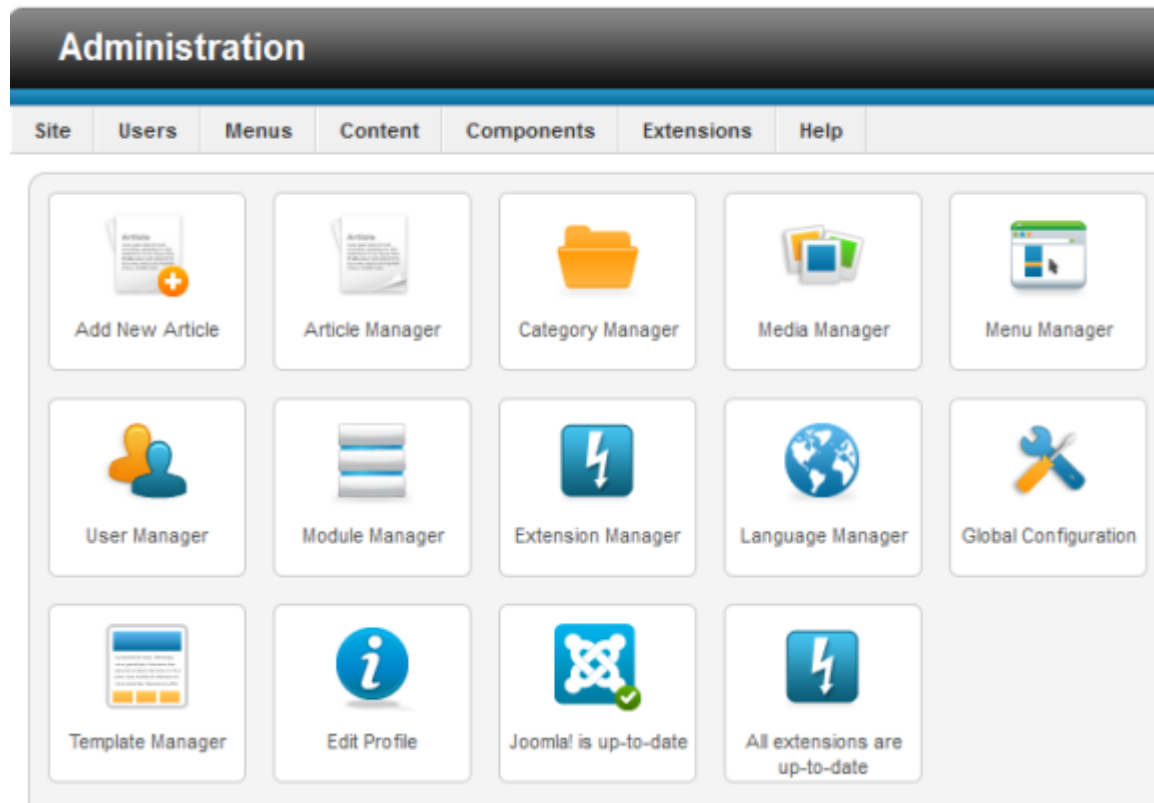 Administration
Site Users Menus Content Components Extensions Help
Article Article
Add New Article Article Manager Category Manager Media Manager Menu Manager
User Manager Module Manager Extension Manager Language Manager Global Configuration
Template Manager Edit Profile Joomla! is up-to-date All extensions are
up-to-date